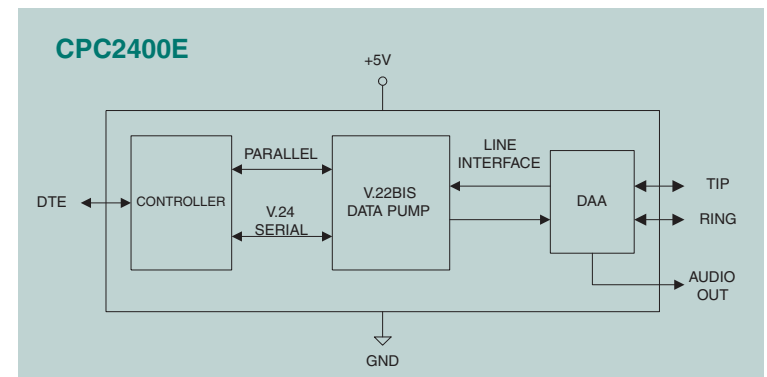 CPC2400E
+5V
PARALLEL
LINE
INTERFACE
DTE
CONTROLLER
V.22BIS
DATA PUMP
DAA
TIP
V.24
SERIAL
RING
AUDIO
OUT
GND